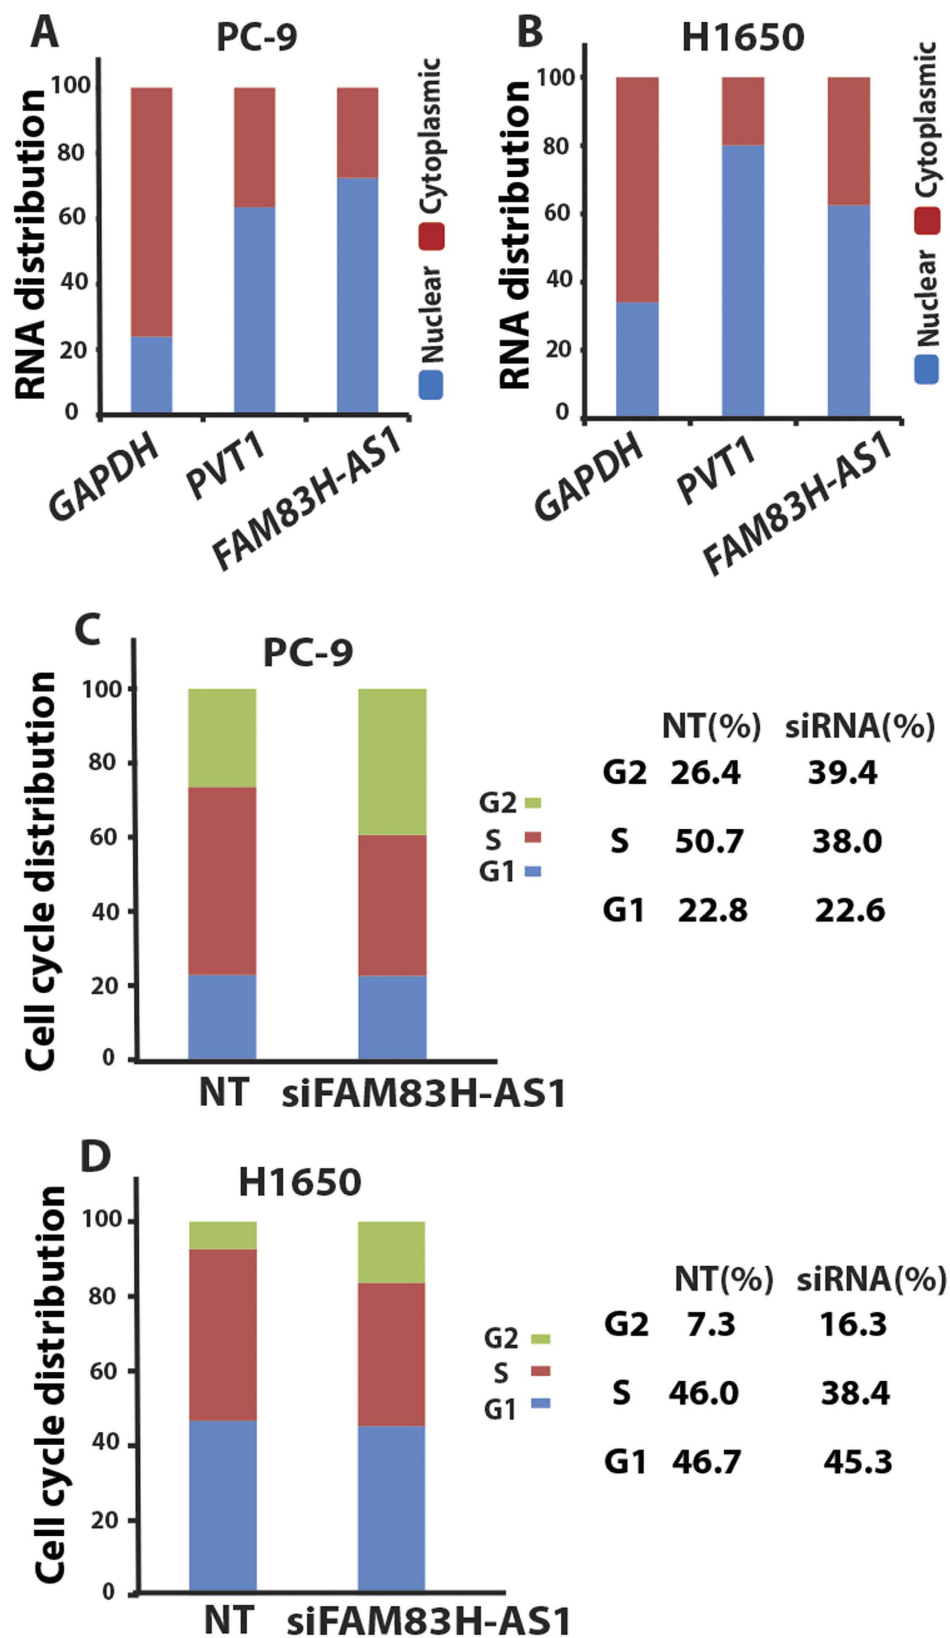 A
PC-9
RNA distribution
100
80
60
40
20
0
GAPDH
PVT1
FAM83H-AS1
Nuclear
Cytoplasmic
B
H1650
RNA distribution
100
80
60
40
20
0
GAPDH
PVT1
FAM83H-AS1
Nuclear
Cytoplasmic
C
PC-9
Cell cycle distribution
100
80
60
40
20
0
NT
siFAM83H-AS1
G2
S
G1
NT(%) siRNA(%)
G2 26.4 39.4
S 50.7 38.0
G1 22.8 22.6
D
H1650
Cell cycle distribution
100
80
60
40
20
0
NT
siFAM83H-AS1
G2
S
G1
NT(%) siRNA(%)
G2 7.3 16.3
S 46.0 38.4
G1 46.7 45.3